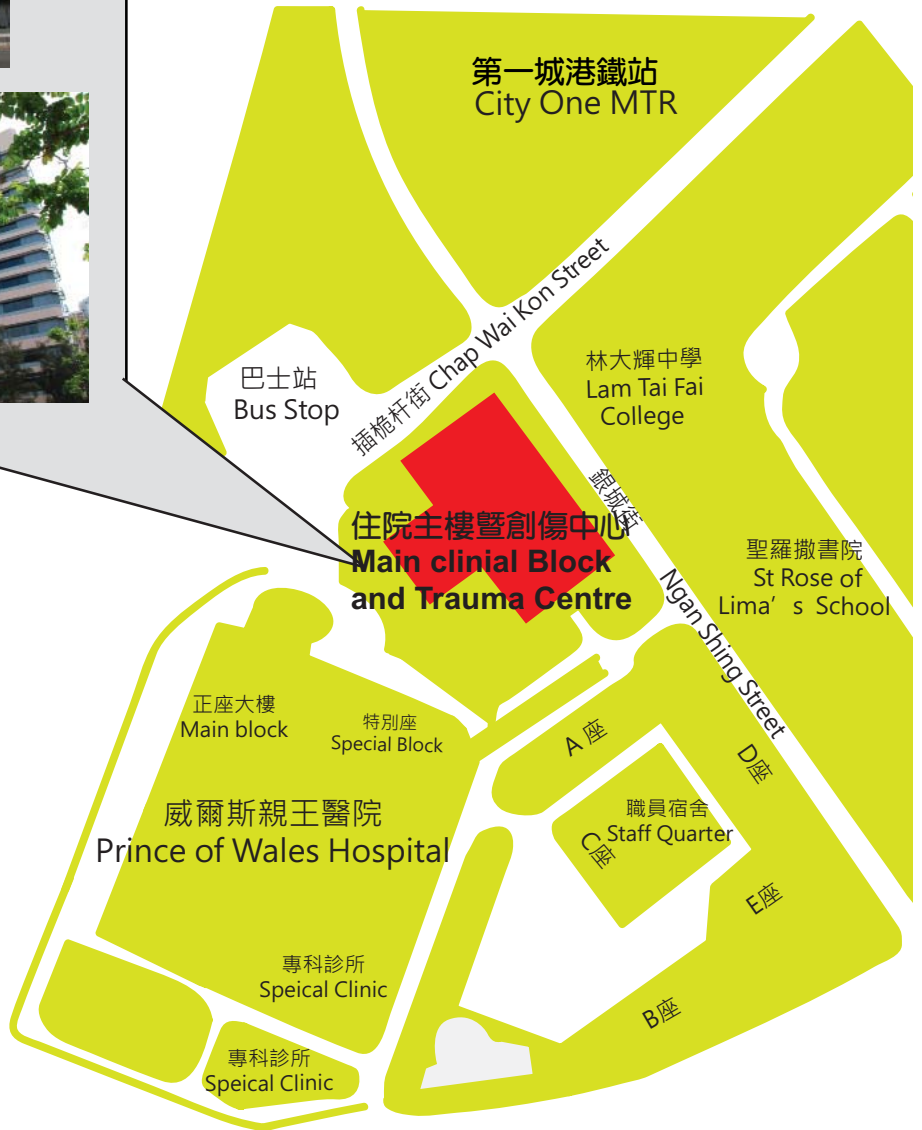 第一城港鐵站
City One MTR
插桅杆街 Chap Wai Kon Street
巴士站
Bus Stop
林大輝中學
Lam Tai Fai
College
銀城街
Ngan Shing Street
住院主樓暨創傷中心
Main clinial Block
and Trauma Centre
聖羅撒書院
St Rose of
Lima’s School
正座大樓
Main block
特別座
Special Block
A座
D座
威爾斯親王醫院
Prince of Wales Hospital
職員宿舍
Staff Quarter
C座
E座
專科診所
Speical Clinic
B座
專科診所
Speical Clinic